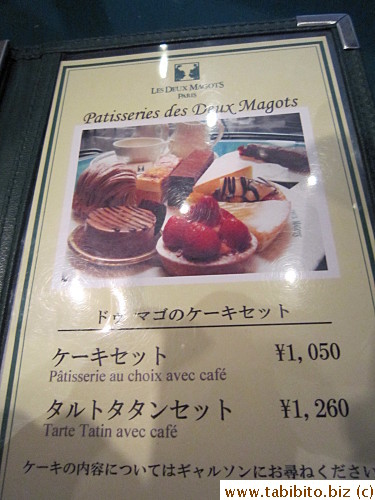 LES DEUX MAGOTS
PARIS
Patisseries des Deux Magots
ドゥ マゴのケーキセット
ケーキセット ¥1,050
Pâtisserie au choix avec café
タルトタタンセット ¥1,260
Tarte Tatin avec café
ケーキの内容についてはギャルソンにお尋ねください
www.tabibito.biz (c)